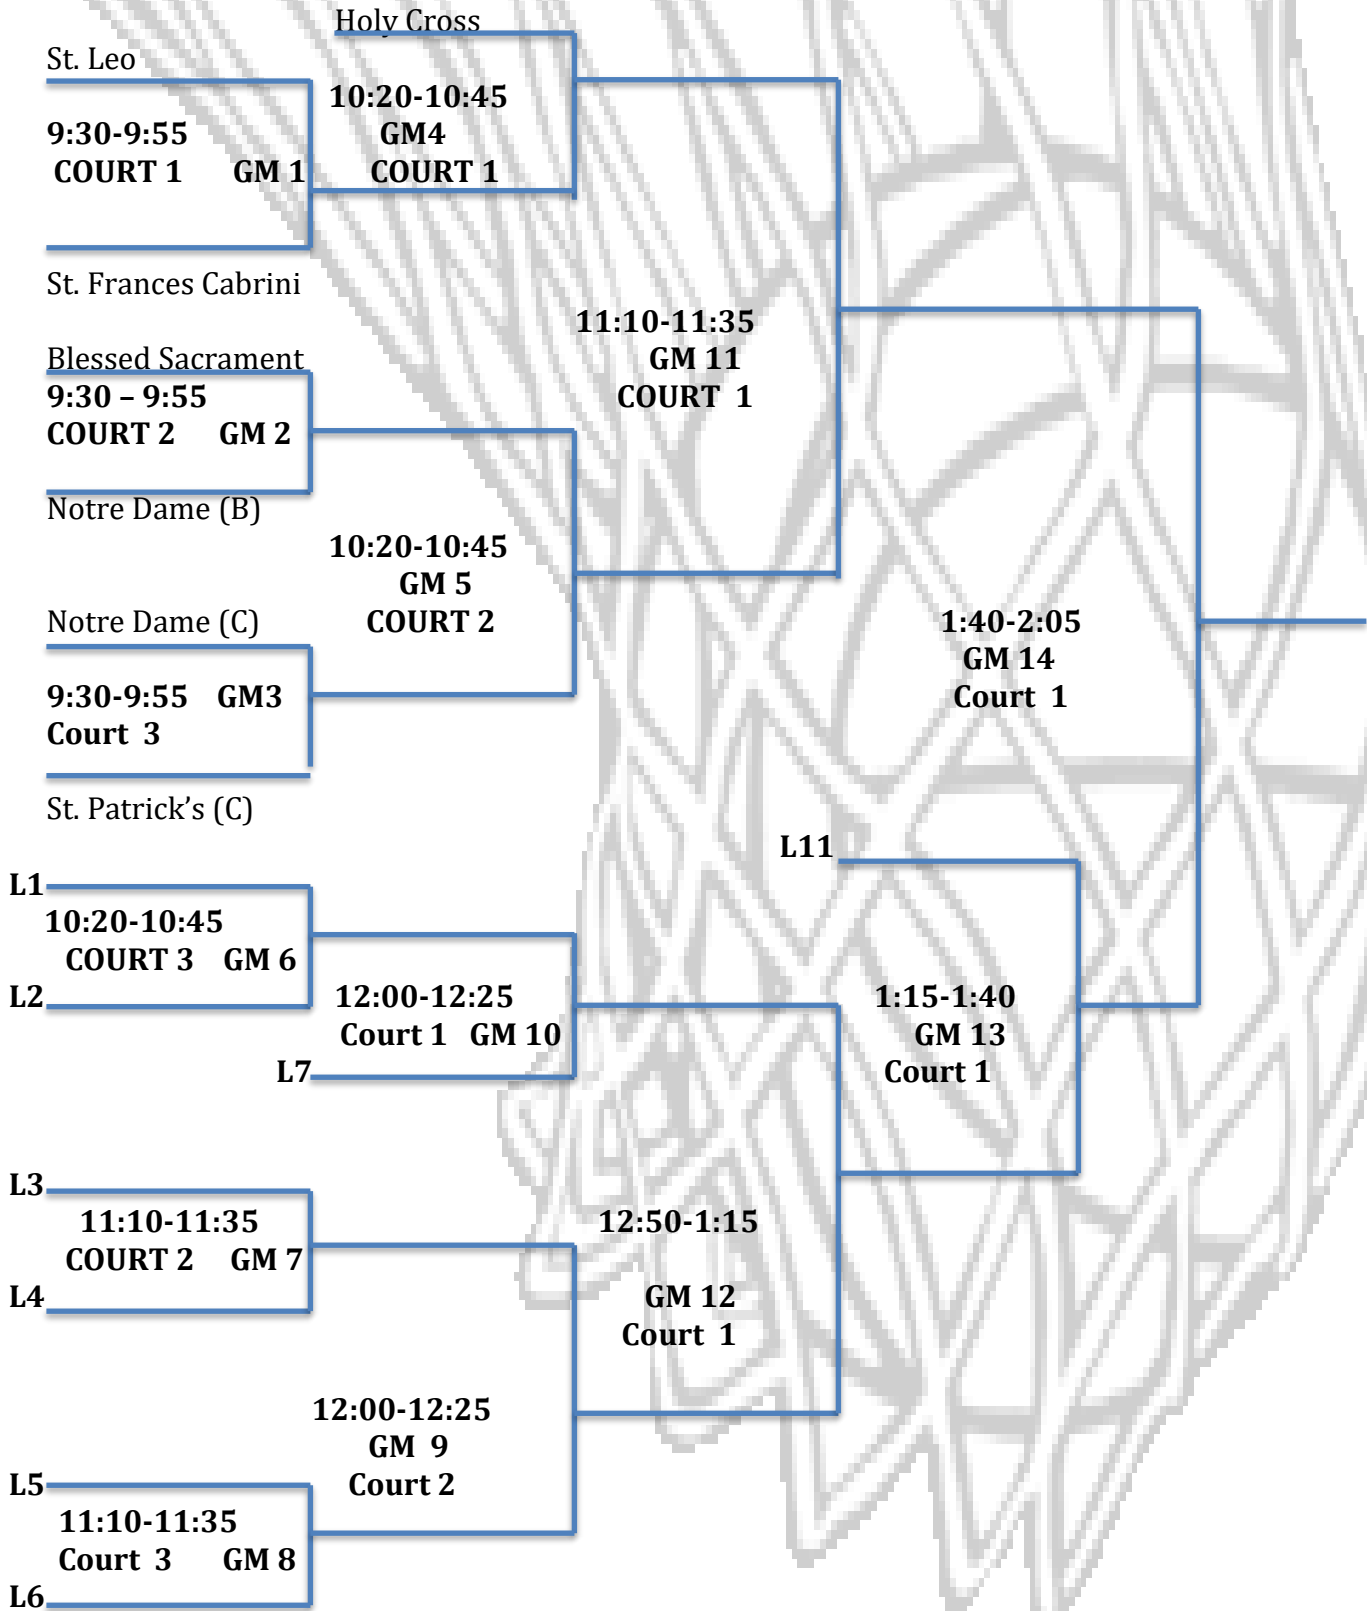 Holy Cross
St. Leo
10:20-10:45
GM4
COURT 1
9:30-9:55
COURT 1 GM 1
St. Frances Cabrini
Blessed Sacrament
9:30 – 9:55
COURT 2 GM 2
Notre Dame (B)
11:10-11:35
GM 11
COURT 1
10:20-10:45
GM 5
COURT 2
Notre Dame (C)
9:30-9:55 GM3
Court 3
St. Patrick's (C)
1:40-2:05
GM 14
Court 1
L11
L1
10:20-10:45
COURT 3 GM 6
L2
12:00-12:25
Court 1 GM 10
L7
1:15-1:40
GM 13
Court 1
L3
11:10-11:35
COURT 2 GM 7
L4
12:50-1:15
GM 12
Court 1
12:00-12:25
GM 9
Court 2
L5
11:10-11:35
Court 3 GM 8
L6